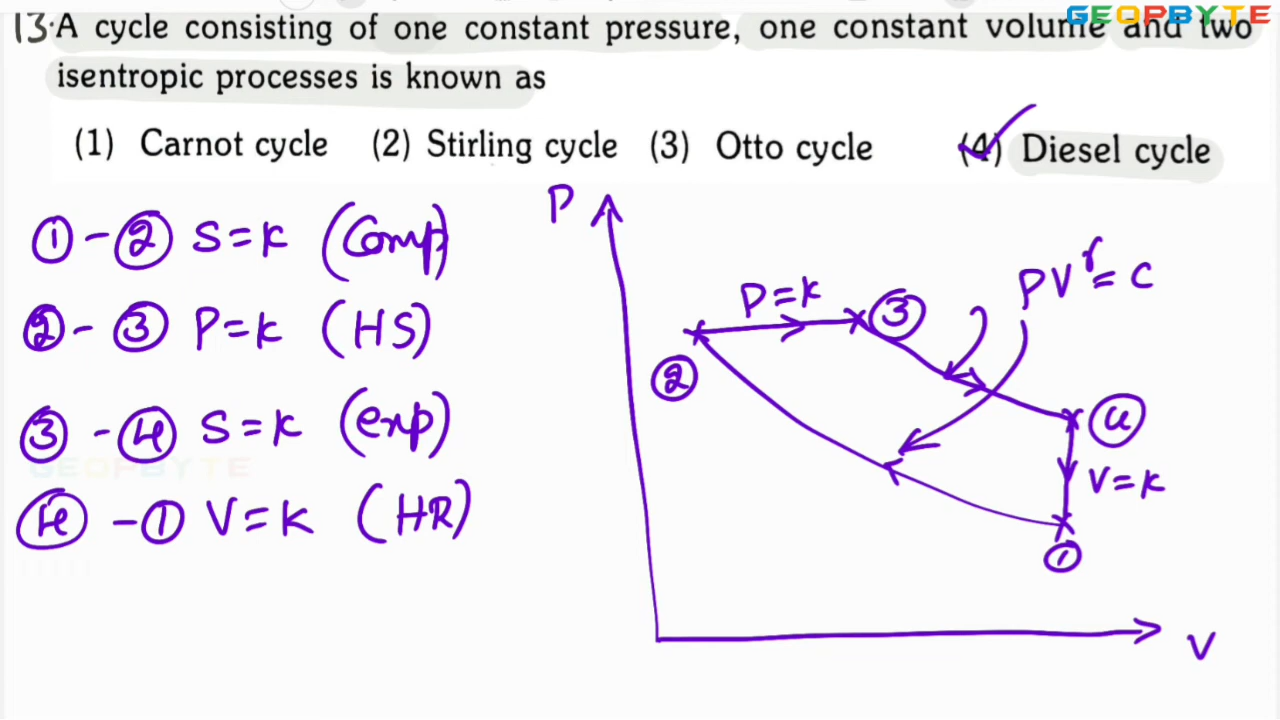 GEOPBYTE
13. A cycle consisting of one constant pressure, one constant volume and two
isentropic processes is known as
(1) Carnot cycle (2) Stirling cycle (3) Otto cycle (4) Diesel cycle
①-② S=K (Comp)
②-③ P=K (HS)
③-④ S=K (exp)
GEOPBYTE
④-① V=K (HR)
P
P=K
③
PVᵞ=C
②
④
V=K
①
V